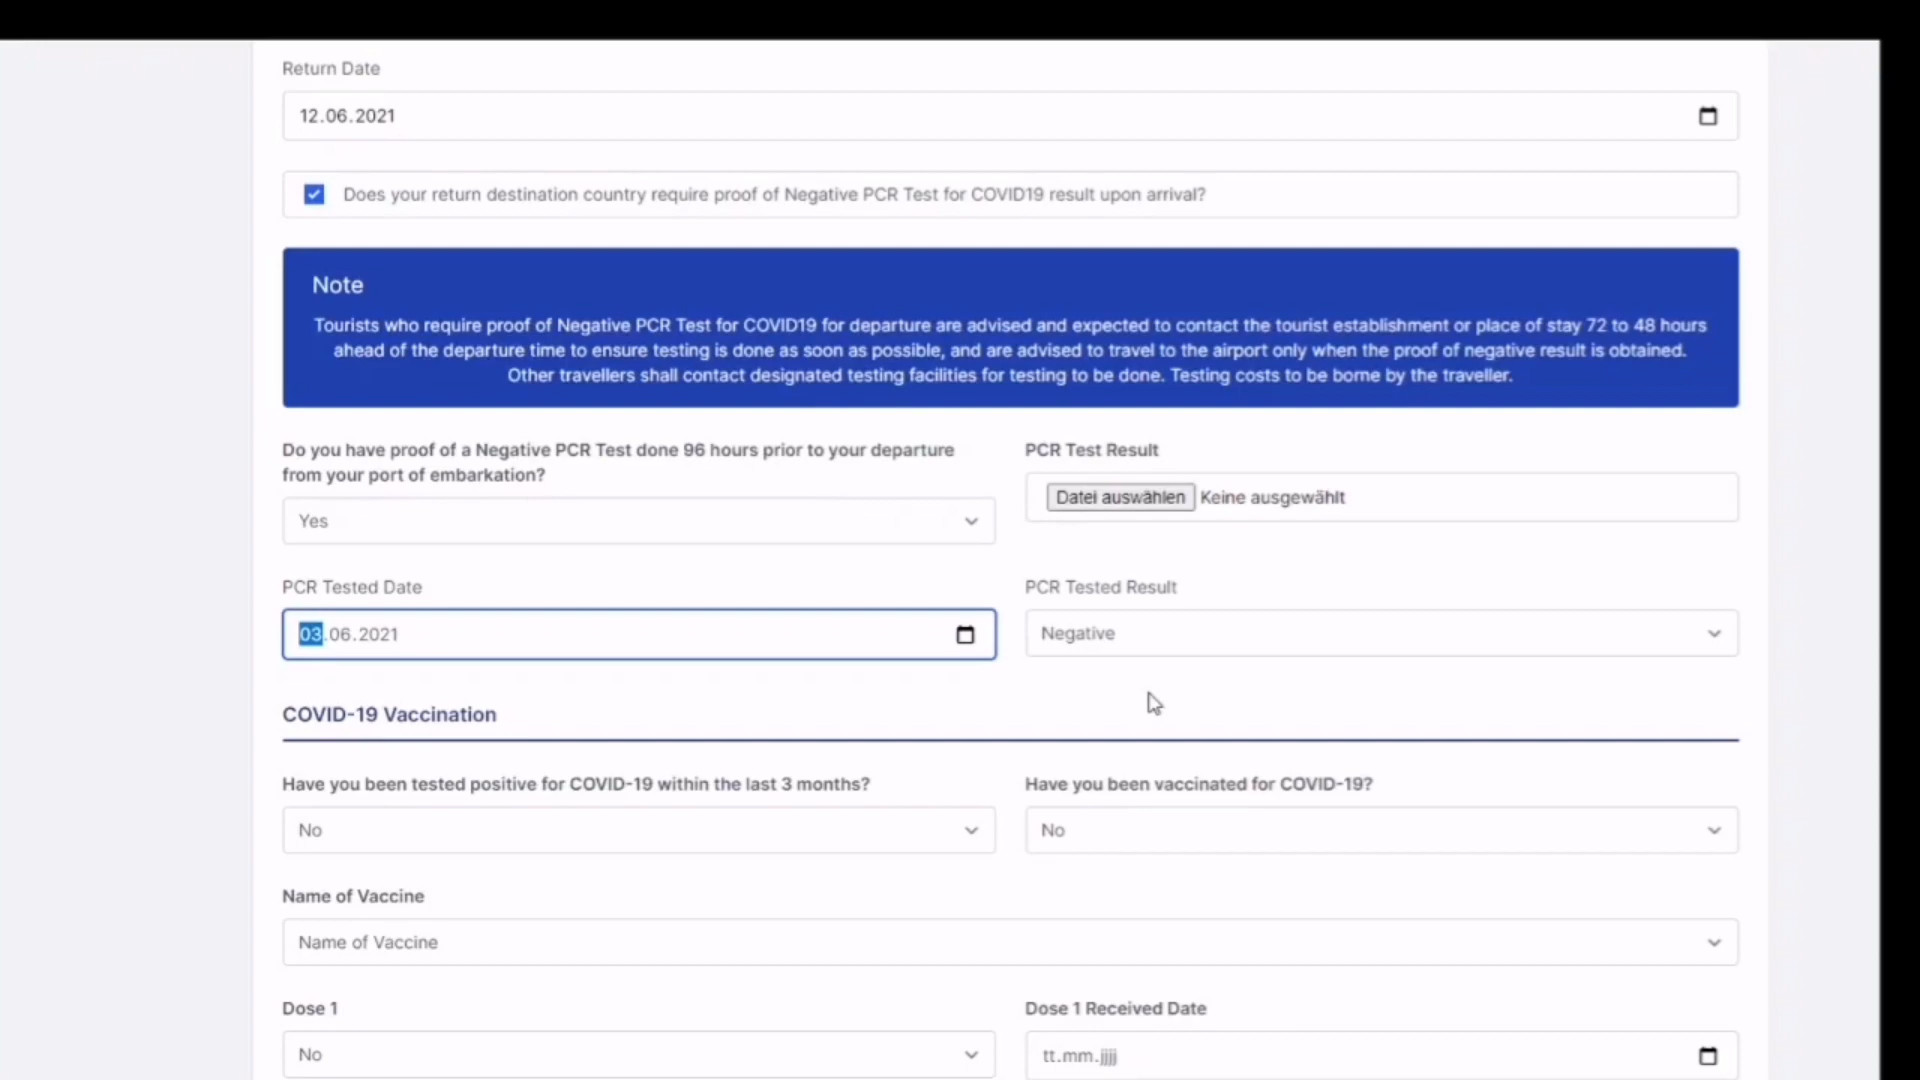 Return Date
12.06.2021
Does your return destination country require proof of Negative PCR Test for COVID19 result upon arrival?
Note
Tourists who require proof of Negative PCR Test for COVID19 for departure are advised and expected to contact the tourist establishment or place of stay 72 to 48 hours
ahead of the departure time to ensure testing is done as soon as possible, and are advised to travel to the airport only when the proof of negative result is obtained.
Other travellers shall contact designated testing facilities for testing to be done. Testing costs to be borne by the traveller.
Do you have proof of a Negative PCR Test done 96 hours prior to your departure
from your port of embarkation?
Yes
PCR Test Result
Datei auswählen Keine ausgewählt
PCR Tested Date
03.06.2021
PCR Tested Result
Negative
COVID-19 Vaccination
Have you been tested positive for COVID-19 within the last 3 months?
No
Have you been vaccinated for COVID-19?
No
Name of Vaccine
Name of Vaccine
Dose 1
No
Dose 1 Received Date
tt.mm.jjjj